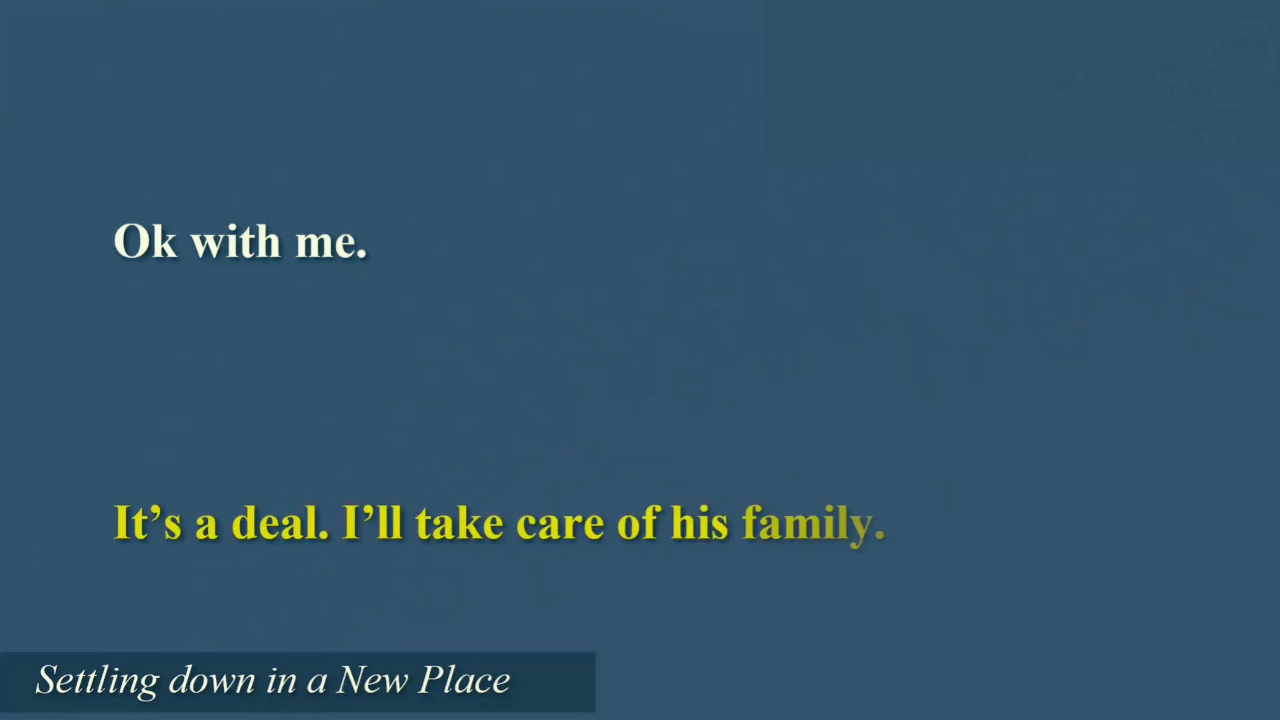 Ok with me.
It’s a deal. I’ll take care of his family.
Settling down in a New Place